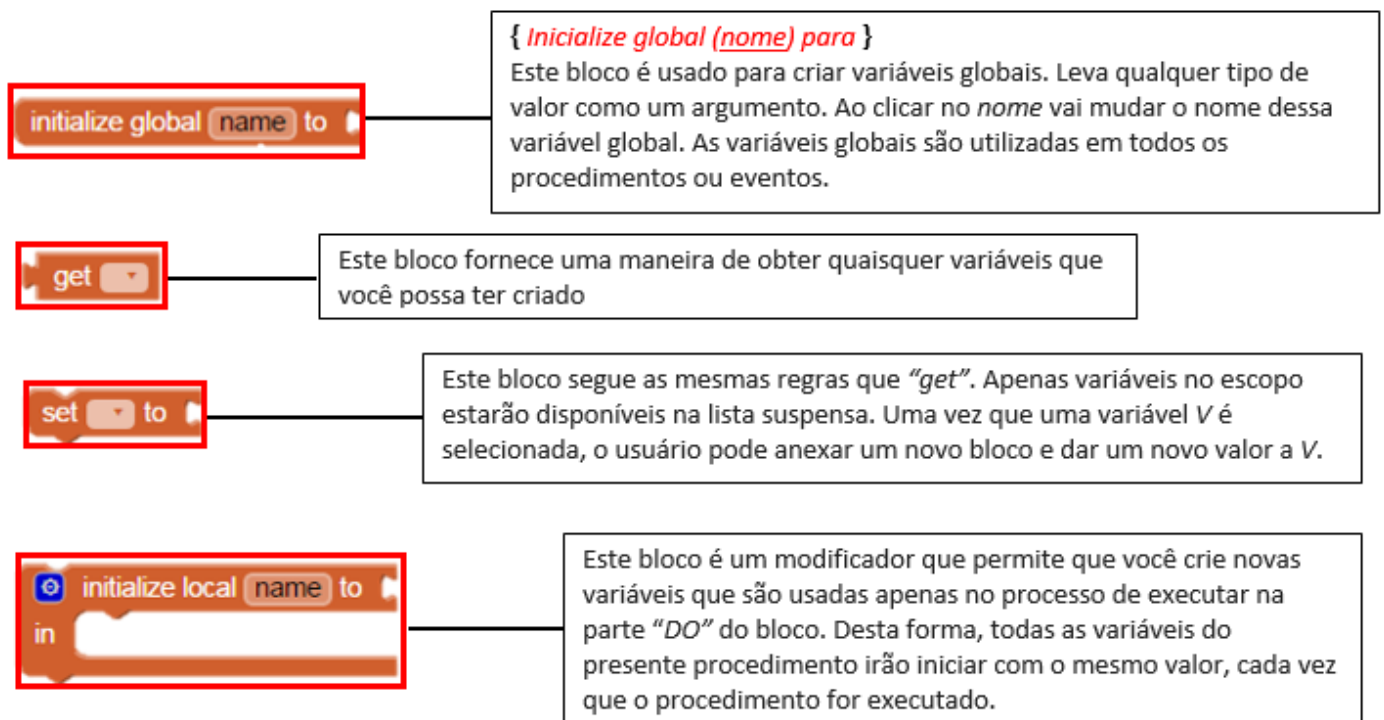 { Inicialize global (nome) para }
Este bloco é usado para criar variáveis globais. Leva qualquer tipo de
valor como um argumento. Ao clicar no nome vai mudar o nome dessa
variável global. As variáveis globais são utilizadas em todos os
procedimentos ou eventos.
initialize global name to
get
Este bloco fornece uma maneira de obter quaisquer variáveis que
você possa ter criado
set to
Este bloco segue as mesmas regras que “get”. Apenas variáveis no escopo
estarão disponíveis na lista suspensa. Uma vez que uma variável V é
selecionada, o usuário pode anexar um novo bloco e dar um novo valor a V.
initialize local name to
in
Este bloco é um modificador que permite que você crie novas
variáveis que são usadas apenas no processo de executar na
parte “DO” do bloco. Desta forma, todas as variáveis do
presente procedimento irão iniciar com o mesmo valor, cada vez
que o procedimento for executado.